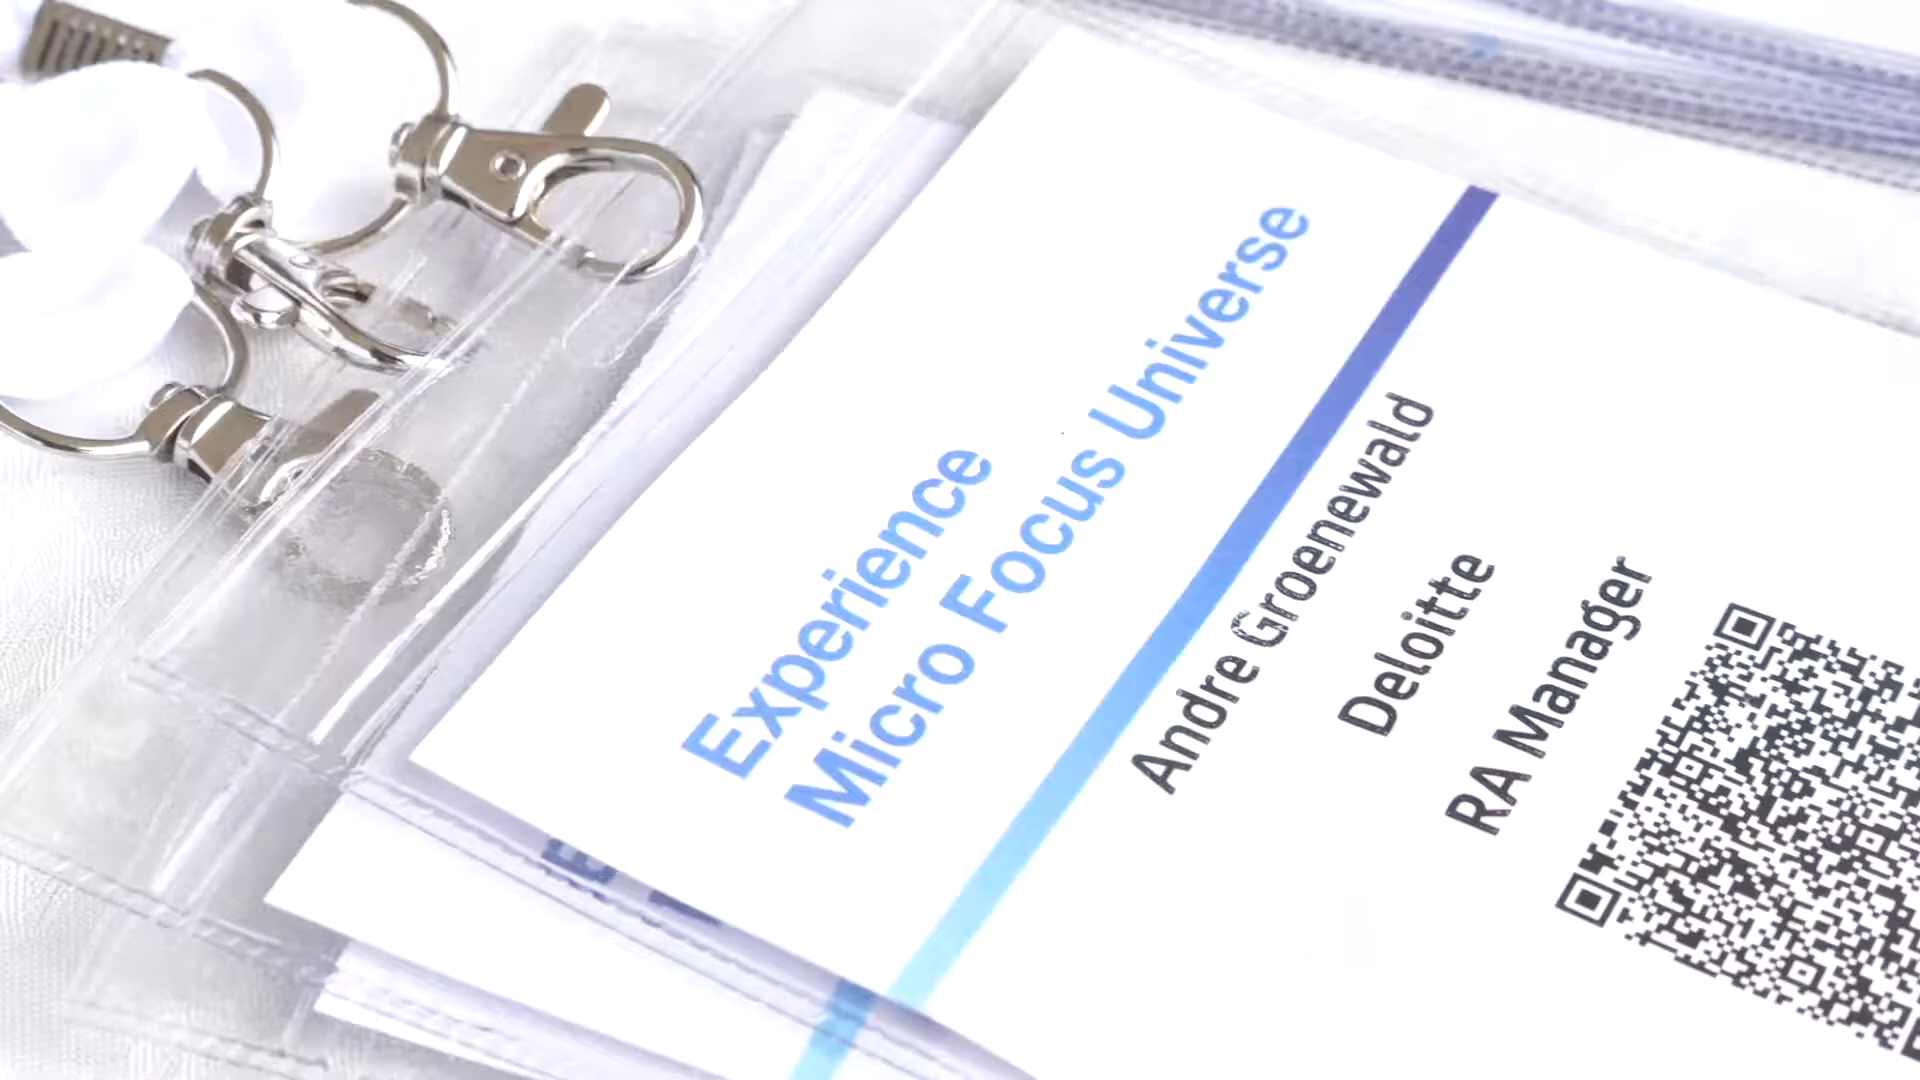 Experience
Micro Focus Universe
Andre Groenewald
Deloitte
RA Manager